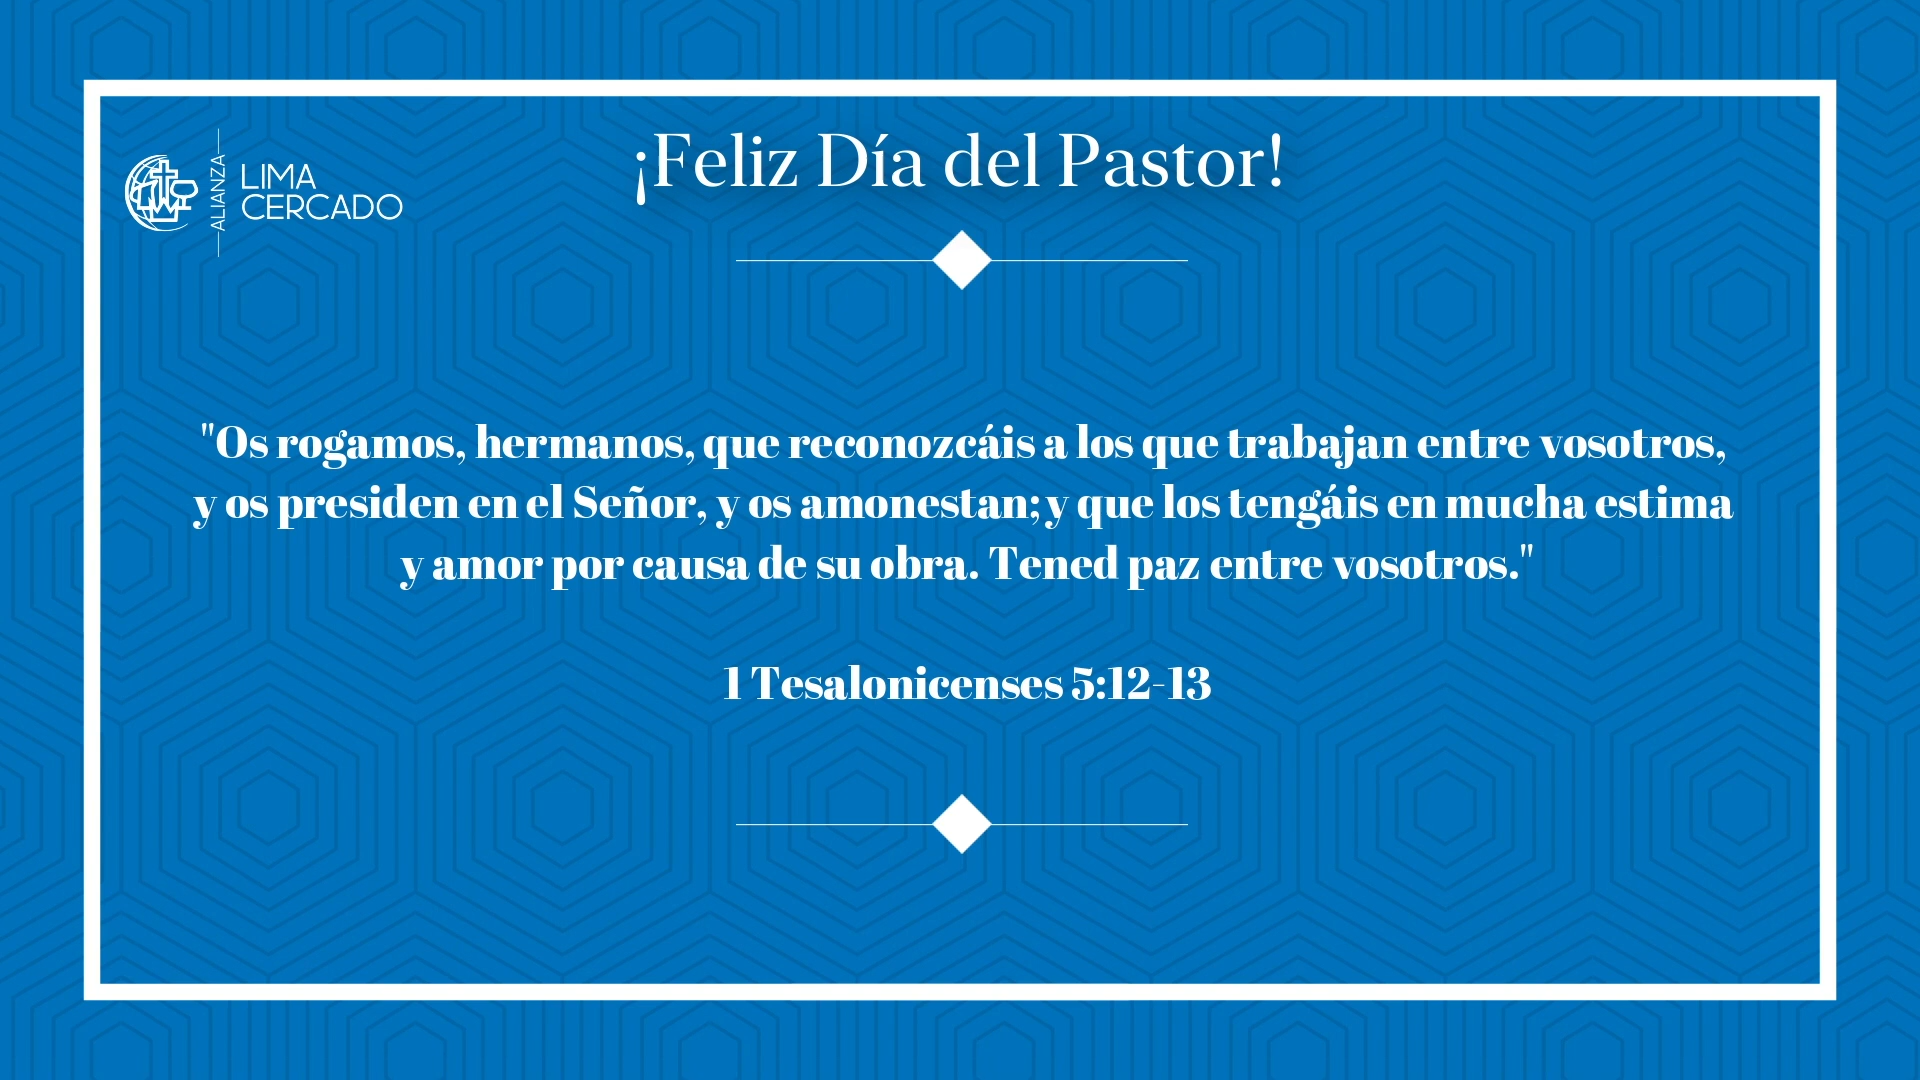 ¡Feliz Día del Pastor!
ALIANZA
LIMA
CERCADO
"Os rogamos, hermanos, que reconozcáis a los que trabajan entre vosotros,
y os presiden en el Señor, y os amonestan; y que los tengáis en mucha estima
y amor por causa de su obra. Tened paz entre vosotros."
1 Tesalonicenses 5:12-13